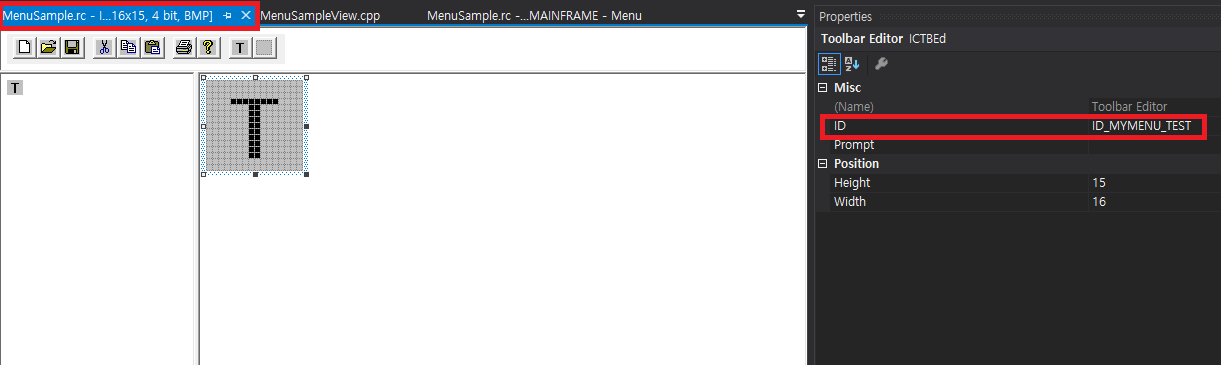 MenuSample.rc - I...16x15, 4 bit, BMP]
MenuSampleView.cpp
MenuSample.rc -...MAINFRAME - Menu
T
T
T
Properties
Toolbar Editor ICTBEd
Misc
(Name) Toolbar Editor
ID ID_MYMENU_TEST
Prompt
Position
Height 15
Width 16